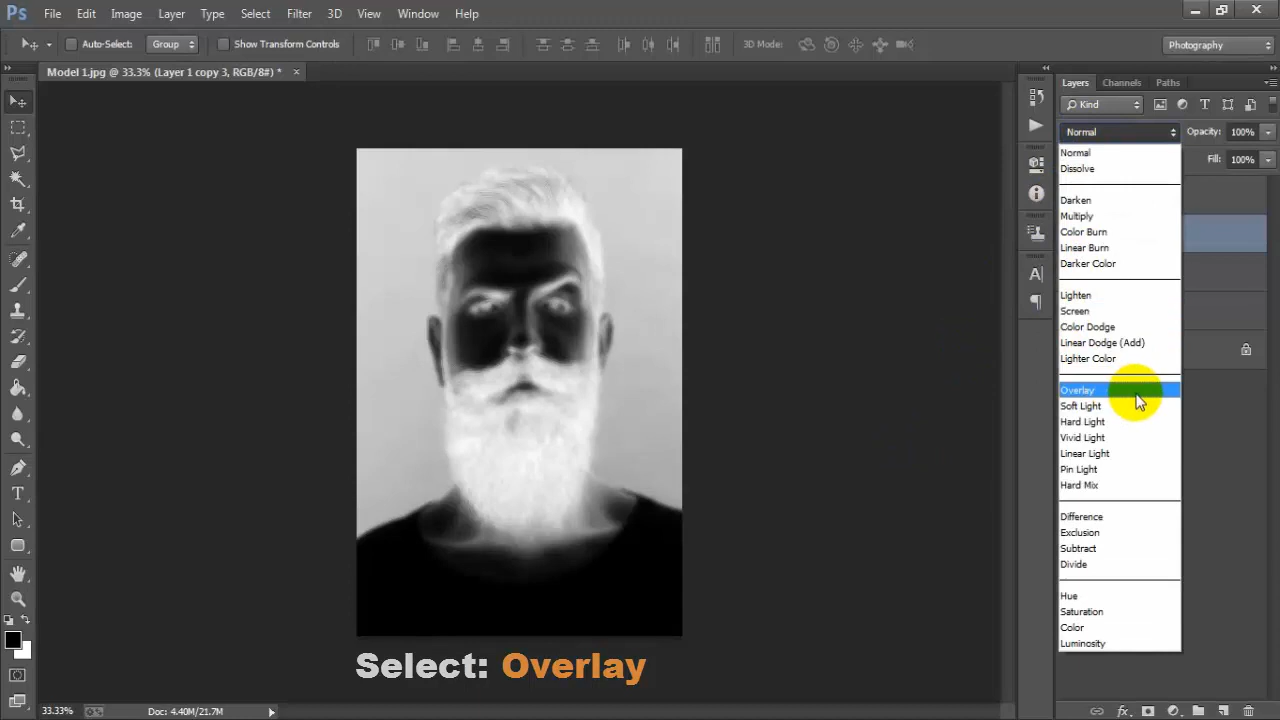 Ps File Edit Image Layer Type Select Filter 3D View Window Help
Auto-Select: Group Show Transform Controls 3D Mode: Photography
Model 1.jpg @ 33.3% (Layer 1 copy 3, RGB/8#) * ×
Layers Channels Paths
Kind
Normal Opacity: 100%
Fill: 100%
Normal
Dissolve
Darken
Multiply
Color Burn
Linear Burn
Darker Color
Lighten
Screen
Color Dodge
Linear Dodge (Add)
Lighter Color
Overlay
Soft Light
Hard Light
Vivid Light
Linear Light
Pin Light
Hard Mix
Difference
Exclusion
Subtract
Divide
Hue
Saturation
Color
Luminosity
Select: Overlay
33.33% Doc: 4.40M/21.7M